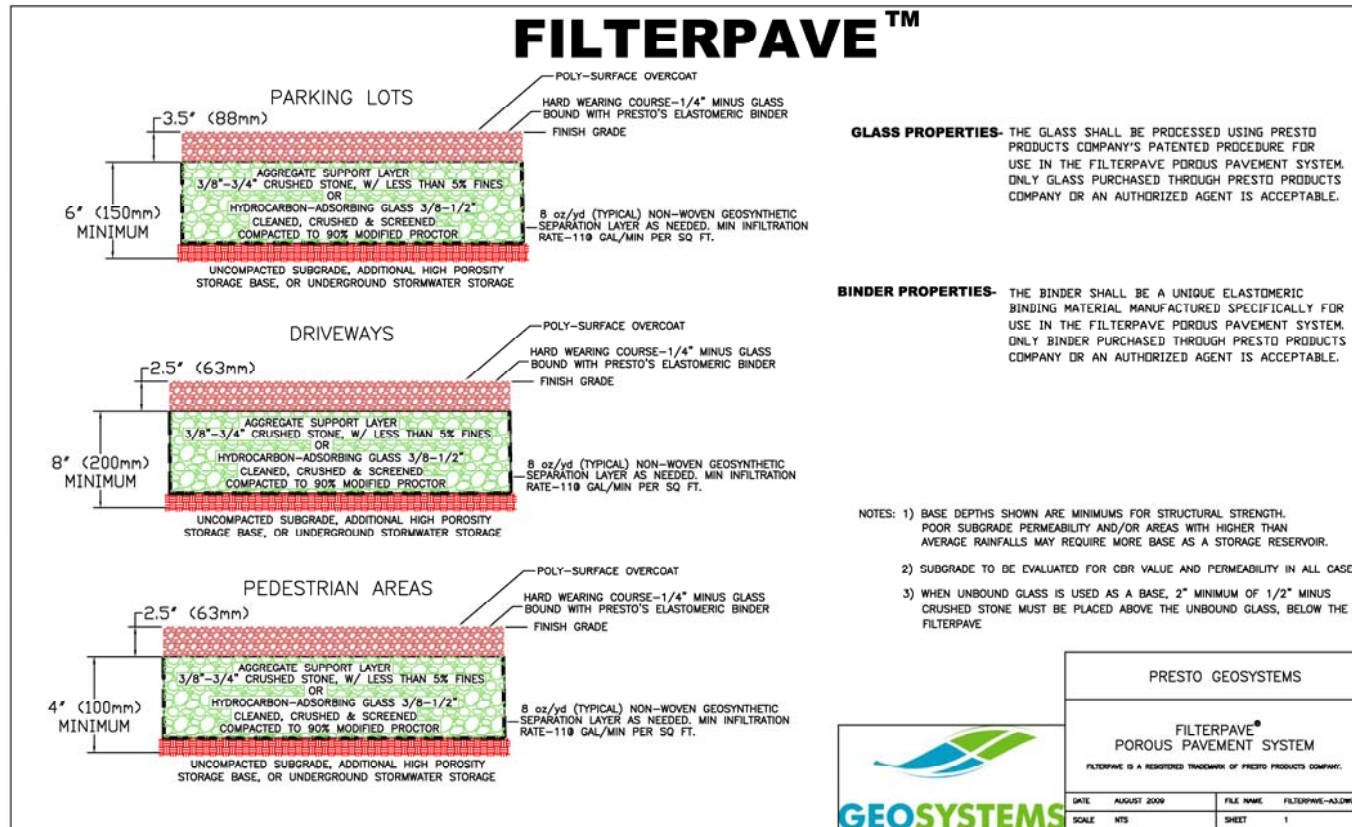 FILTERPAVE™
PARKING LOTS
3.5" (88mm)
6" (150mm)
MINIMUM
POLY-SURFACE OVERCOAT
HARD WEARING COURSE-1/4" MINUS GLASS
BOUND WITH PRESTO'S ELASTOMERIC BINDER
FINISH GRADE
AGGREGATE SUPPORT LAYER
3/8"-3/4" CRUSHED STONE, W/ LESS THAN 5% FINES
OR
HYDROCARBON-ADSORBING GLASS 3/8-1/2"
CLEANED, CRUSHED & SCREENED
COMPACTED TO 90% MODIFIED PROCTOR
8 oz/yd (TYPICAL) NON-WOVEN GEOSYNTHETIC
SEPARATION LAYER AS NEEDED. MIN INFILTRATION
RATE-110 GAL/MIN PER SQ FT.
UNCOMPACTED SUBGRADE, ADDITIONAL HIGH POROSITY
STORAGE BASE, OR UNDERGROUND STORMWATER STORAGE
DRIVEWAYS
2.5" (63mm)
8" (200mm)
MINIMUM
POLY-SURFACE OVERCOAT
HARD WEARING COURSE-1/4" MINUS GLASS
BOUND WITH PRESTO'S ELASTOMERIC BINDER
FINISH GRADE
AGGREGATE SUPPORT LAYER
3/8"-3/4" CRUSHED STONE, W/ LESS THAN 5% FINES
OR
HYDROCARBON-ADSORBING GLASS 3/8-1/2"
CLEANED, CRUSHED & SCREENED
COMPACTED TO 90% MODIFIED PROCTOR
8 oz/yd (TYPICAL) NON-WOVEN GEOSYNTHETIC
SEPARATION LAYER AS NEEDED. MIN INFILTRATION
RATE-110 GAL/MIN PER SQ FT.
UNCOMPACTED SUBGRADE, ADDITIONAL HIGH POROSITY
STORAGE BASE, OR UNDERGROUND STORMWATER STORAGE
PEDESTRIAN AREAS
2.5" (63mm)
4" (100mm)
MINIMUM
POLY-SURFACE OVERCOAT
HARD WEARING COURSE-1/4" MINUS GLASS
BOUND WITH PRESTO'S ELASTOMERIC BINDER
FINISH GRADE
AGGREGATE SUPPORT LAYER
3/8"-3/4" CRUSHED STONE, W/ LESS THAN 5% FINES
OR
HYDROCARBON-ADSORBING GLASS 3/8-1/2"
CLEANED, CRUSHED & SCREENED
COMPACTED TO 90% MODIFIED PROCTOR
8 oz/yd (TYPICAL) NON-WOVEN GEOSYNTHETIC
SEPARATION LAYER AS NEEDED. MIN INFILTRATION
RATE-110 GAL/MIN PER SQ FT.
UNCOMPACTED SUBGRADE, ADDITIONAL HIGH POROSITY
STORAGE BASE, OR UNDERGROUND STORMWATER STORAGE
GLASS PROPERTIES- THE GLASS SHALL BE PROCESSED USING PRESTO
PRODUCTS COMPANY'S PATENTED PROCEDURE FOR
USE IN THE FILTERPAVE POROUS PAVEMENT SYSTEM.
ONLY GLASS PURCHASED THROUGH PRESTO PRODUCTS
COMPANY OR AN AUTHORIZED AGENT IS ACCEPTABLE.
BINDER PROPERTIES- THE BINDER SHALL BE A UNIQUE ELASTOMERIC
BINDING MATERIAL MANUFACTURED SPECIFICALLY FOR
USE IN THE FILTERPAVE POROUS PAVEMENT SYSTEM.
ONLY BINDER PURCHASED THROUGH PRESTO PRODUCTS
COMPANY OR AN AUTHORIZED AGENT IS ACCEPTABLE.
NOTES: 1) BASE DEPTHS SHOWN ARE MINIMUMS FOR STRUCTURAL STRENGTH.
POOR SUBGRADE PERMEABILITY AND/OR AREAS WITH HIGHER THAN
AVERAGE RAINFALLS MAY REQUIRE MORE BASE AS A STORAGE RESERVOIR.
2) SUBGRADE TO BE EVALUATED FOR CBR VALUE AND PERMEABILITY IN ALL CASE
3) WHEN UNBOUND GLASS IS USED AS A BASE, 2" MINIMUM OF 1/2" MINUS
CRUSHED STONE MUST BE PLACED ABOVE THE UNBOUND GLASS, BELOW THE
FILTERPAVE
GEOSYSTEMS
PRESTO GEOSYSTEMS
FILTERPAVE®
POROUS PAVEMENT SYSTEM
FILTERPAVE IS A REGISTERED TRADEMARK OF PRESTO PRODUCTS COMPANY.
DATE AUGUST 2009 FILE NAME FILTERPAVE-A3.DW
SCALE NTS SHEET 1